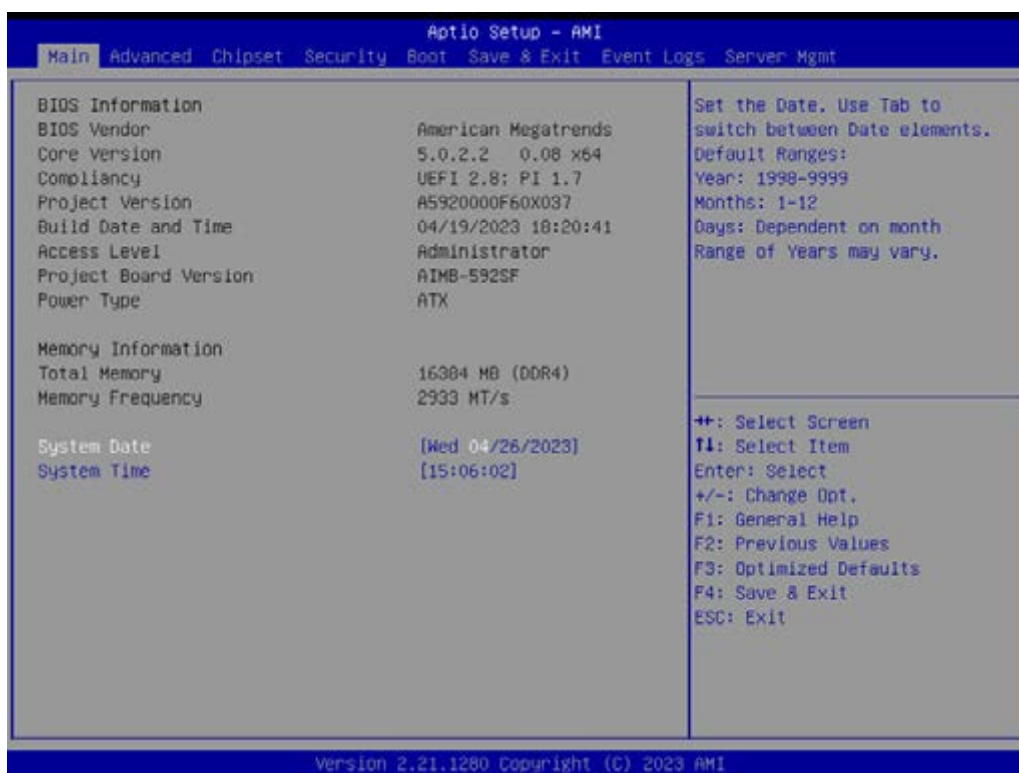 Aptio Setup - AMI
Main Advanced Chipset Security Boot Save & Exit Event Logs Server Mgmt
BIOS Information
BIOS Vendor American Megatrends
Core Version 5.0.2.2 0.08 x64
Compliancy UEFI 2.8; PI 1.7
Project Version A5920000F60X037
Build Date and Time 04/19/2023 18:20:41
Access Level Administrator
Project Board Version AIMB-592SF
Power Type ATX
Memory Information
Total Memory 16384 MB (DDR4)
Memory Frequency 2933 MT/s
System Date [Wed 04/26/2023]
System Time [15:06:02]
Set the Date. Use Tab to
switch between Date elements.
Default Ranges:
Year: 1998-9999
Months: 1-12
Days: Dependent on month
Range of Years may vary.
→←: Select Screen
↑↓: Select Item
Enter: Select
+/-: Change Opt.
F1: General Help
F2: Previous Values
F3: Optimized Defaults
F4: Save & Exit
ESC: Exit
Version 2.21.1280 Copyright (C) 2023 AMI